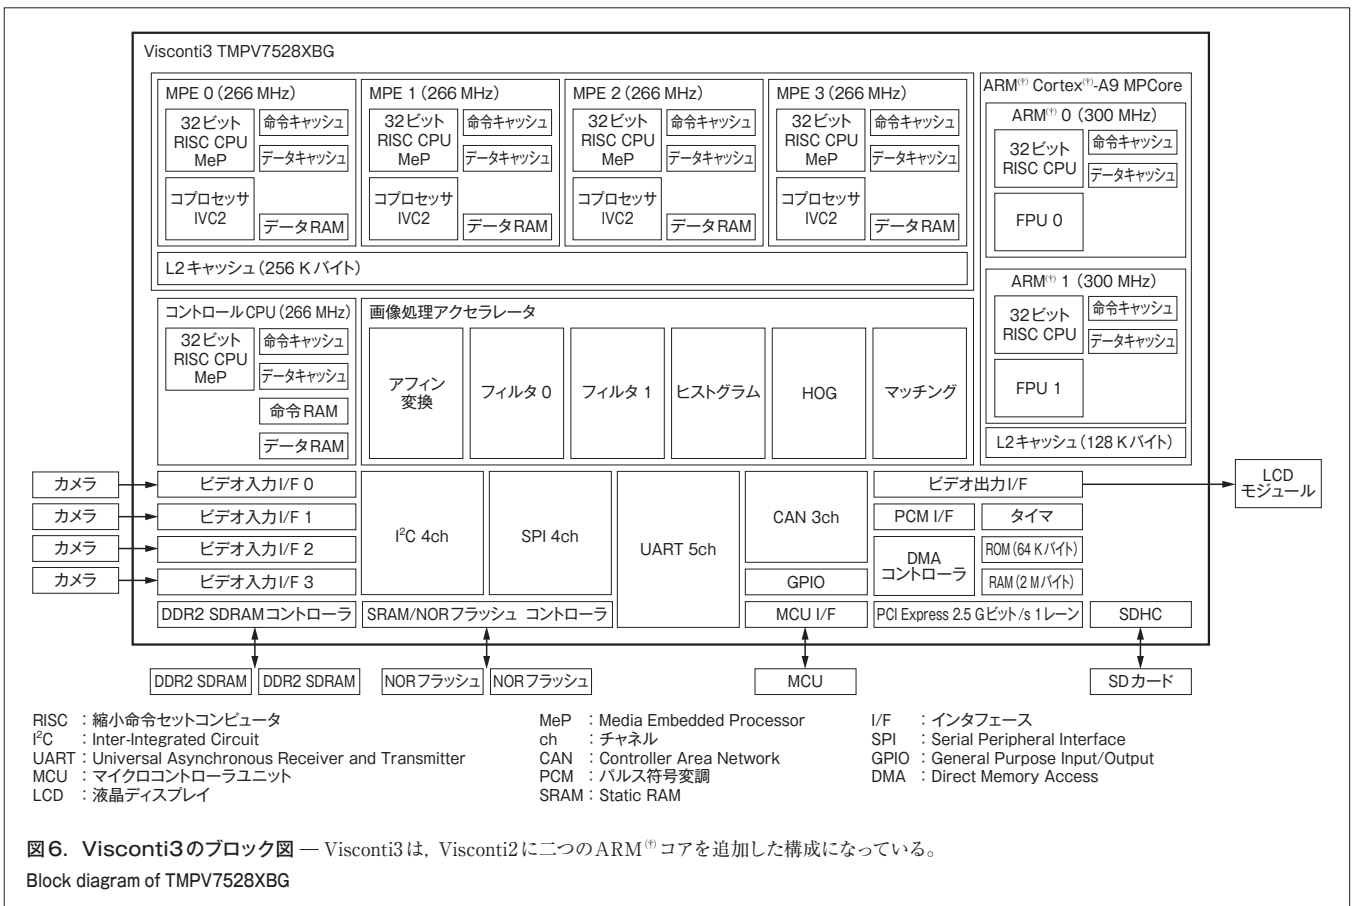 Visconti3 TMPV7528XBG
MPE 0 (266 MHz)
32ビット
RISC CPU
MeP
命令キャッシュ
データキャッシュ
コプロセッサ
IVC2
データRAM
MPE 1 (266 MHz)
32ビット
RISC CPU
MeP
命令キャッシュ
データキャッシュ
コプロセッサ
IVC2
データRAM
MPE 2 (266 MHz)
32ビット
RISC CPU
MeP
命令キャッシュ
データキャッシュ
コプロセッサ
IVC2
データRAM
MPE 3 (266 MHz)
32ビット
RISC CPU
MeP
命令キャッシュ
データキャッシュ
コプロセッサ
IVC2
データRAM
L2キャッシュ(256 Kバイト)
ARM(†) Cortex(†)-A9 MPCore
ARM(†) 0 (300 MHz)
32ビット
RISC CPU
命令キャッシュ
データキャッシュ
FPU 0
ARM(†) 1 (300 MHz)
32ビット
RISC CPU
命令キャッシュ
データキャッシュ
FPU 1
L2キャッシュ(128 Kバイト)
コントロールCPU(266 MHz)
32ビット
RISC CPU
MeP
命令キャッシュ
データキャッシュ
命令RAM
データRAM
画像処理アクセラレータ
アフィン
変換
フィルタ 0
フィルタ 1
ヒストグラム
HOG
マッチング
カメラ
ビデオ入力I/F 0
カメラ
ビデオ入力I/F 1
カメラ
ビデオ入力I/F 2
カメラ
ビデオ入力I/F 3
I²C 4ch
SPI 4ch
UART 5ch
CAN 3ch
GPIO
MCU I/F
ビデオ出力I/F
LCD
モジュール
PCM I/F
タイマ
DMA
コントローラ
ROM(64 Kバイト)
RAM(2 Mバイト)
DDR2 SDRAMコントローラ
SRAM/NORフラッシュ コントローラ
PCI Express 2.5 Gビット/s 1レーン
SDHC
DDR2 SDRAM
DDR2 SDRAM
NORフラッシュ
NORフラッシュ
MCU
SDカード
RISC :縮小命令セットコンピュータ
I²C :Inter-Integrated Circuit
UART:Universal Asynchronous Receiver and Transmitter
MCU :マイクロコントローラユニット
LCD :液晶ディスプレイ
MeP :Media Embedded Processor
ch :チャネル
CAN :Controller Area Network
PCM :パルス符号変調
SRAM:Static RAM
I/F :インタフェース
SPI :Serial Peripheral Interface
GPIO:General Purpose Input/Output
DMA :Direct Memory Access
図6. Visconti3のブロック図 — Visconti3は,Visconti2に二つのARM(†)コアを追加した構成になっている。
Block diagram of TMPV7528XBG